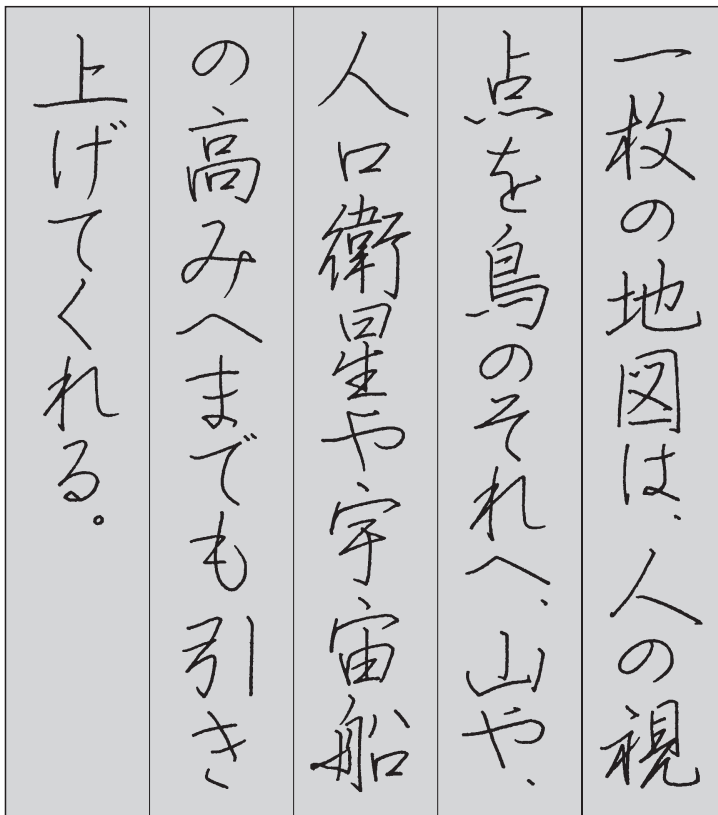 一枚の地図は、人の視
点を鳥のそれへ、山や、
人口衛星や宇宙船
の高みへまでも引き
上げてくれる。